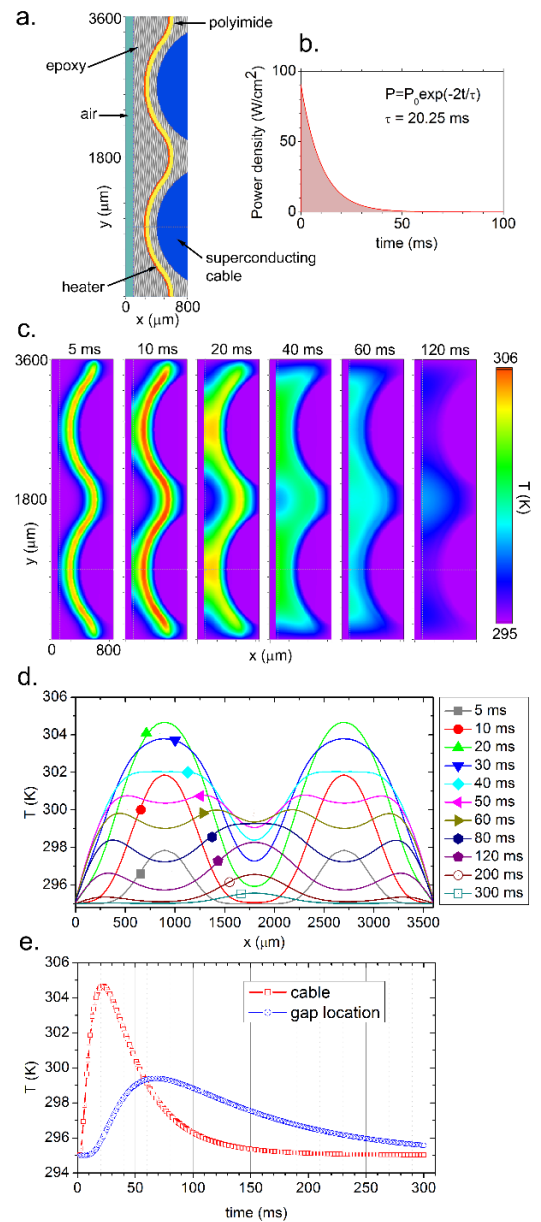 a.
3600
polyimide
epoxy
air
1800
y (μm)
superconducting
cable
heater
0
0 800
x (μm)
b.
100
50
0
Power density (W/cm²)
P=P₀exp(-2t/τ)
τ = 20.25 ms
0 50 100
time (ms)
c.
5 ms 10 ms 20 ms 40 ms 60 ms 120 ms
3600
1800
y (μm)
0
0 800
x (μm)
306
T (K)
295
d.
306
304
302
300
298
296
T (K)
0 500 1000 1500 2000 2500 3000 3500
x (μm)
5 ms
10 ms
20 ms
30 ms
40 ms
50 ms
60 ms
80 ms
120 ms
200 ms
300 ms
e.
306
304
302
300
298
296
294
T (K)
cable
gap location
0 50 100 150 200 250 300
time (ms)